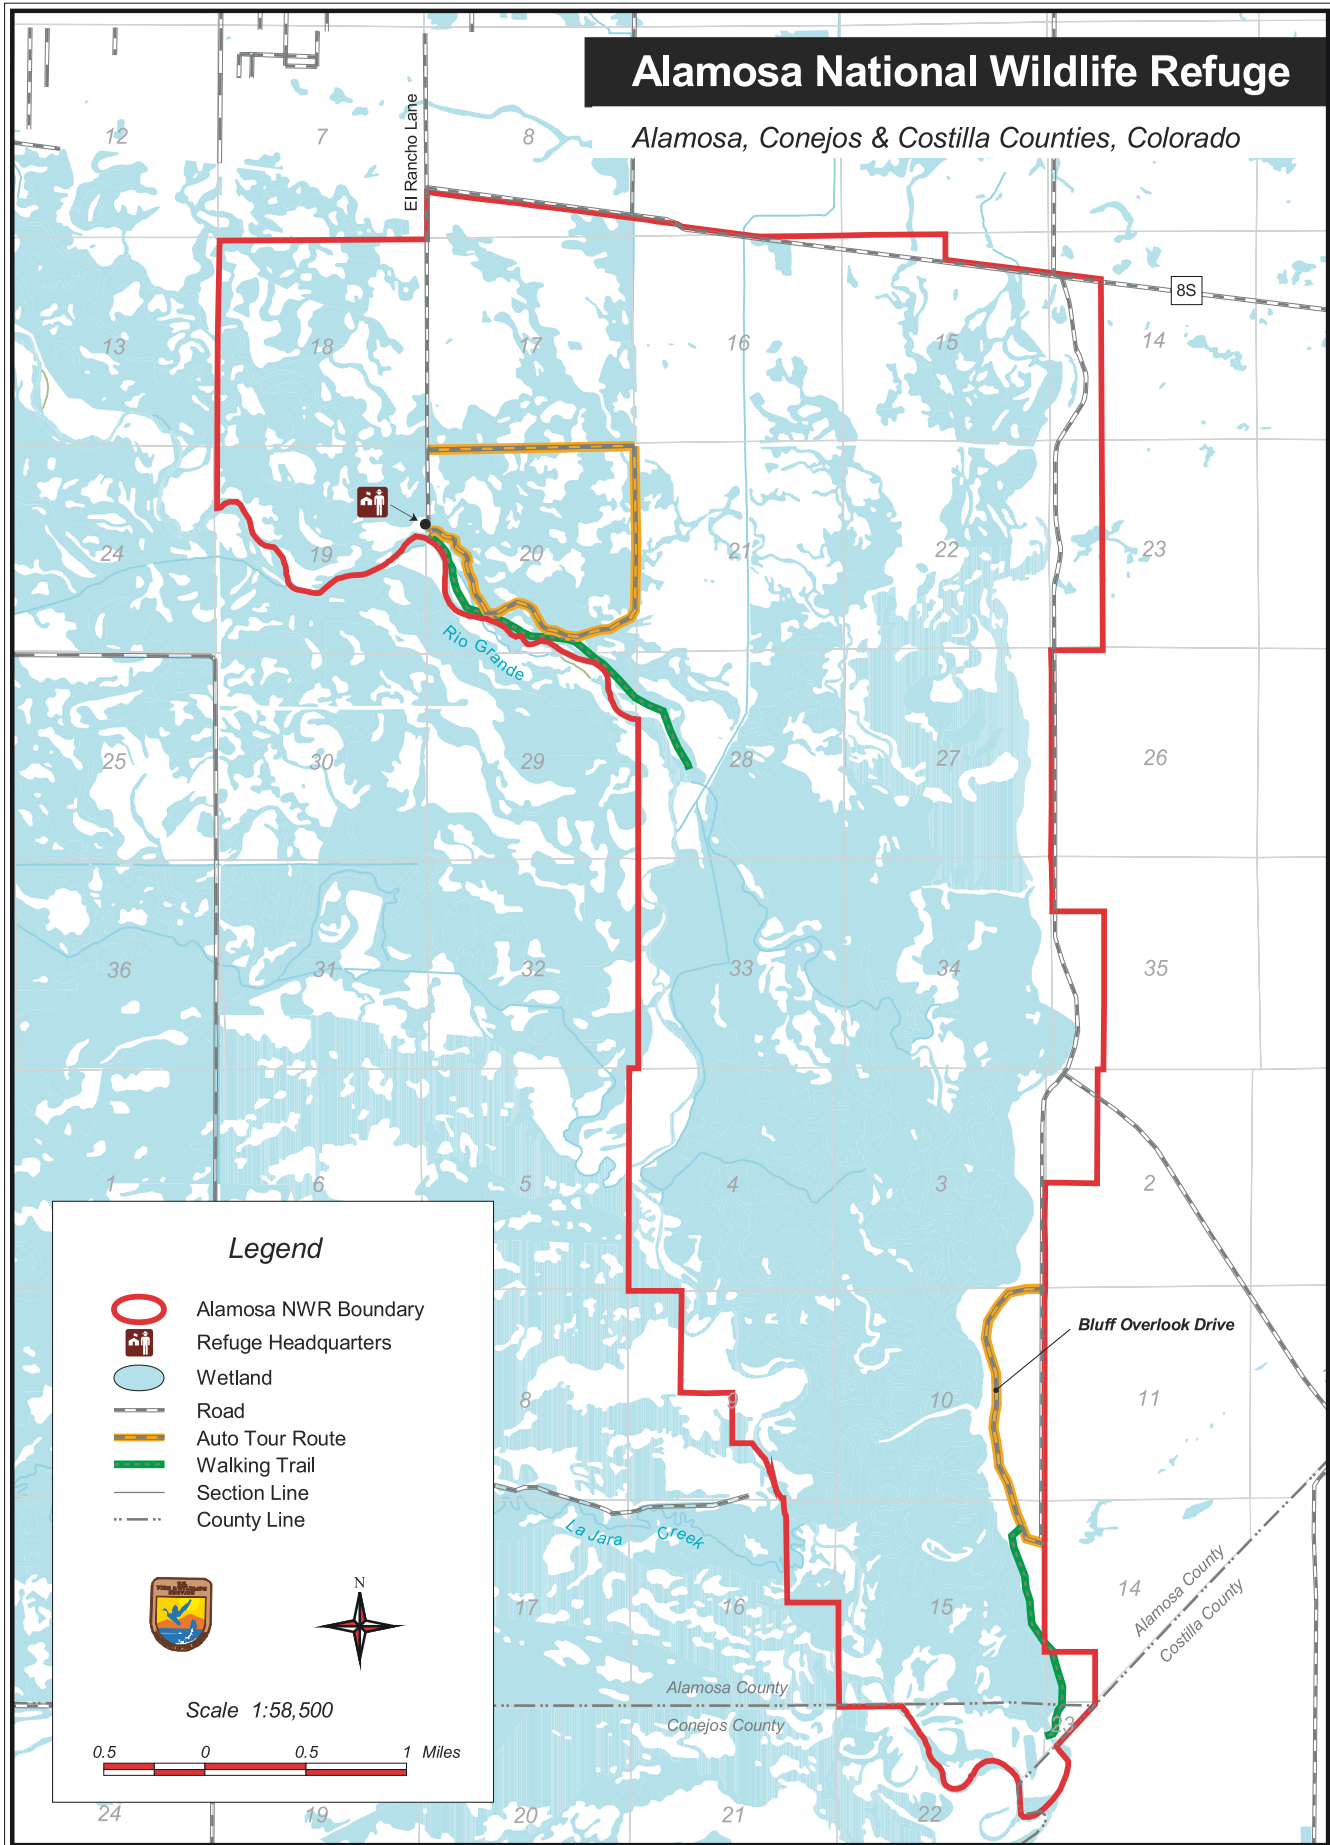 Alamosa National Wildlife Refuge
Alamosa, Conejos & Costilla Counties, Colorado
El Rancho Lane
12
7
8
8S
13
18
17
16
15
14
24
19
20
21
22
23
Rio Grande
25
30
29
28
27
26
36
31
32
33
34
35
1
6
5
4
3
2
Bluff Overlook Drive
8
9
10
11
La Jara Creek
17
16
15
14
Alamosa County
Costilla County
Alamosa County
Conejos County
23
24
19
20
21
22
Legend
Alamosa NWR Boundary
Refuge Headquarters
Wetland
Road
Auto Tour Route
Walking Trail
Section Line
County Line
U.S.
FISH & WILDLIFE
SERVICE
N
Scale 1:58,500
0.5 0 0.5 1 Miles